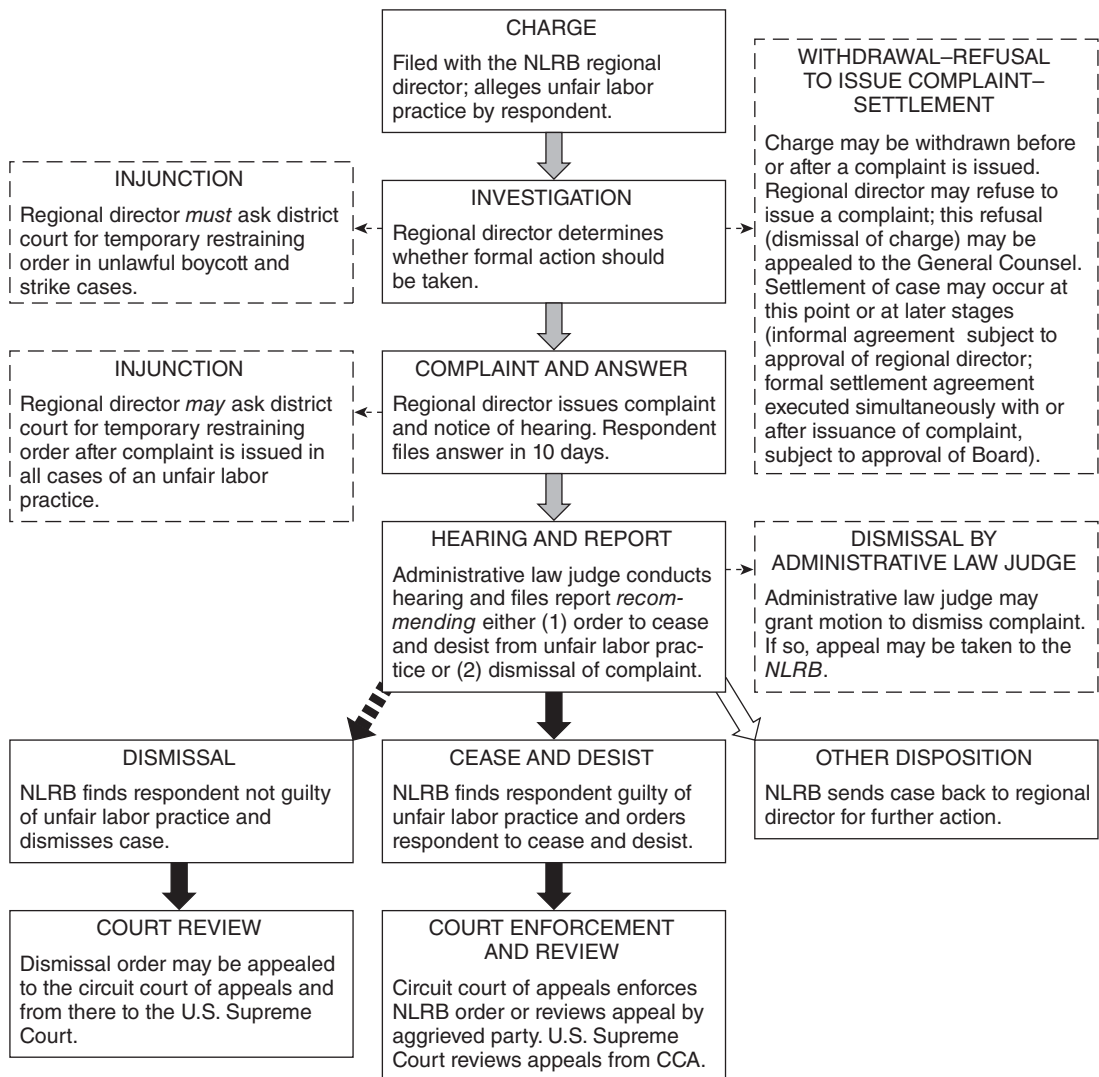 CHARGE
Filed with the NLRB regional
director; alleges unfair labor
practice by respondent.
WITHDRAWAL–REFUSAL
TO ISSUE COMPLAINT–
SETTLEMENT
Charge may be withdrawn before
or after a complaint is issued.
Regional director may refuse to
issue a complaint; this refusal
(dismissal of charge) may be
appealed to the General Counsel.
Settlement of case may occur at
this point or at later stages
(informal agreement subject to
approval of regional director;
formal settlement agreement
executed simultaneously with or
after issuance of complaint,
subject to approval of Board).
INJUNCTION
Regional director must ask district
court for temporary restraining
order in unlawful boycott and
strike cases.
INVESTIGATION
Regional director determines
whether formal action should
be taken.
INJUNCTION
Regional director may ask district
court for temporary restraining
order after complaint is issued in
all cases of an unfair labor
practice.
COMPLAINT AND ANSWER
Regional director issues complaint
and notice of hearing. Respondent
files answer in 10 days.
HEARING AND REPORT
Administrative law judge conducts
hearing and files report recom-
mending either (1) order to cease
and desist from unfair labor prac-
tice or (2) dismissal of complaint.
DISMISSAL BY
ADMINISTRATIVE LAW JUDGE
Administrative law judge may
grant motion to dismiss complaint.
If so, appeal may be taken to the
NLRB.
DISMISSAL
NLRB finds respondent not guilty
of unfair labor practice and
dismisses case.
CEASE AND DESIST
NLRB finds respondent guilty of
unfair labor practice and orders
respondent to cease and desist.
OTHER DISPOSITION
NLRB sends case back to regional
director for further action.
COURT REVIEW
Dismissal order may be appealed
to the circuit court of appeals and
from there to the U.S. Supreme
Court.
COURT ENFORCEMENT
AND REVIEW
Circuit court of appeals enforces
NLRB order or reviews appeal by
aggrieved party. U.S. Supreme
Court reviews appeals from CCA.